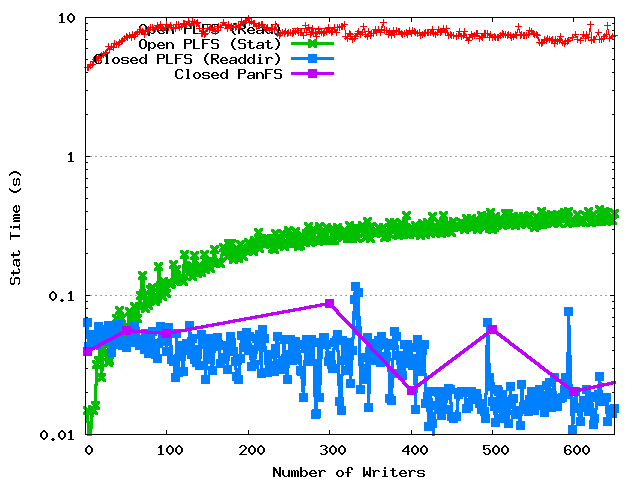 10
1
0.1
0.01
Stat Time (s)
Open PLFS (Read)
Open PLFS (Stat)
Closed PLFS (Readdir)
Closed PanFS
0 100 200 300 400 500 600
Number of Writers